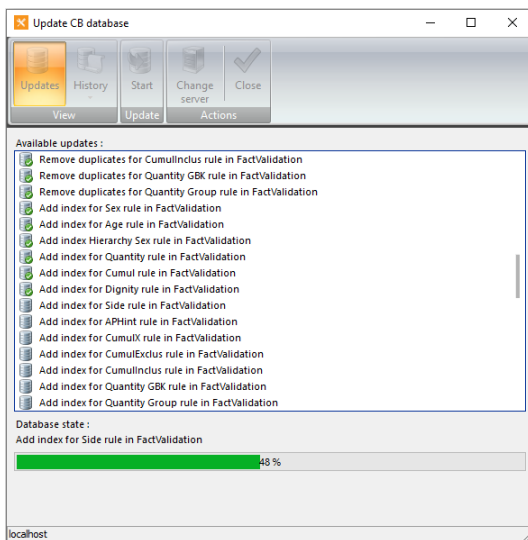 Update CB database
Updates
History
Start
Change
server
Close
View
Update
Actions
Available updates :
Remove duplicates for CumulInclus rule in FactValidation
Remove duplicates for Quantity GBK rule in FactValidation
Remove duplicates for Quantity Group rule in FactValidation
Add index for Sex rule in FactValidation
Add index for Age rule in FactValidation
Add index Hierarchy Sex rule in FactValidation
Add index for Quantity rule in FactValidation
Add index for Cumul rule in FactValidation
Add index for Dignity rule in FactValidation
Add index for Side rule in FactValidation
Add index for APHint rule in FactValidation
Add index for CumulX rule in FactValidation
Add index for CumulExclus rule in FactValidation
Add index for CumulInclus rule in FactValidation
Add index for Quantity GBK rule in FactValidation
Add index for Quantity Group rule in FactValidation
Database state :
Add index for Side rule in FactValidation
48 %
localhost